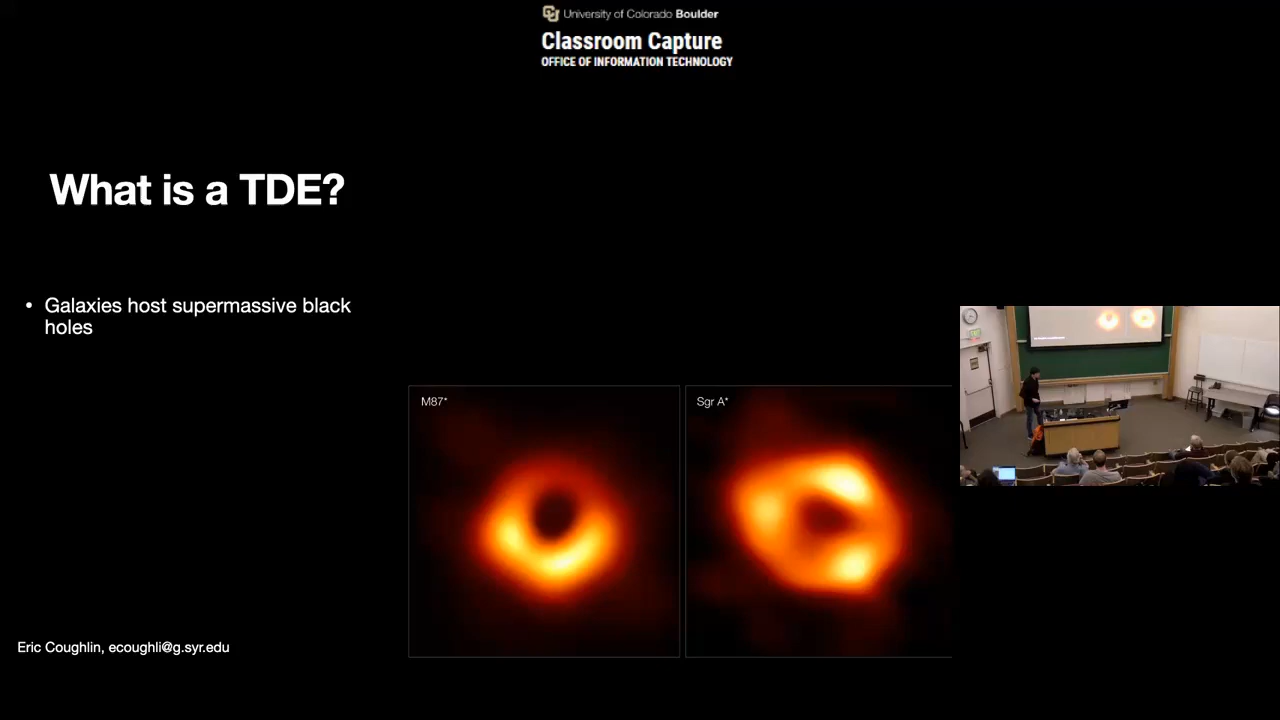 University of Colorado Boulder
Classroom Capture
OFFICE OF INFORMATION TECHNOLOGY
What is a TDE?
• Galaxies host supermassive black
holes
M87*
Sgr A*
Eric Coughlin, ecoughli@g.syr.edu